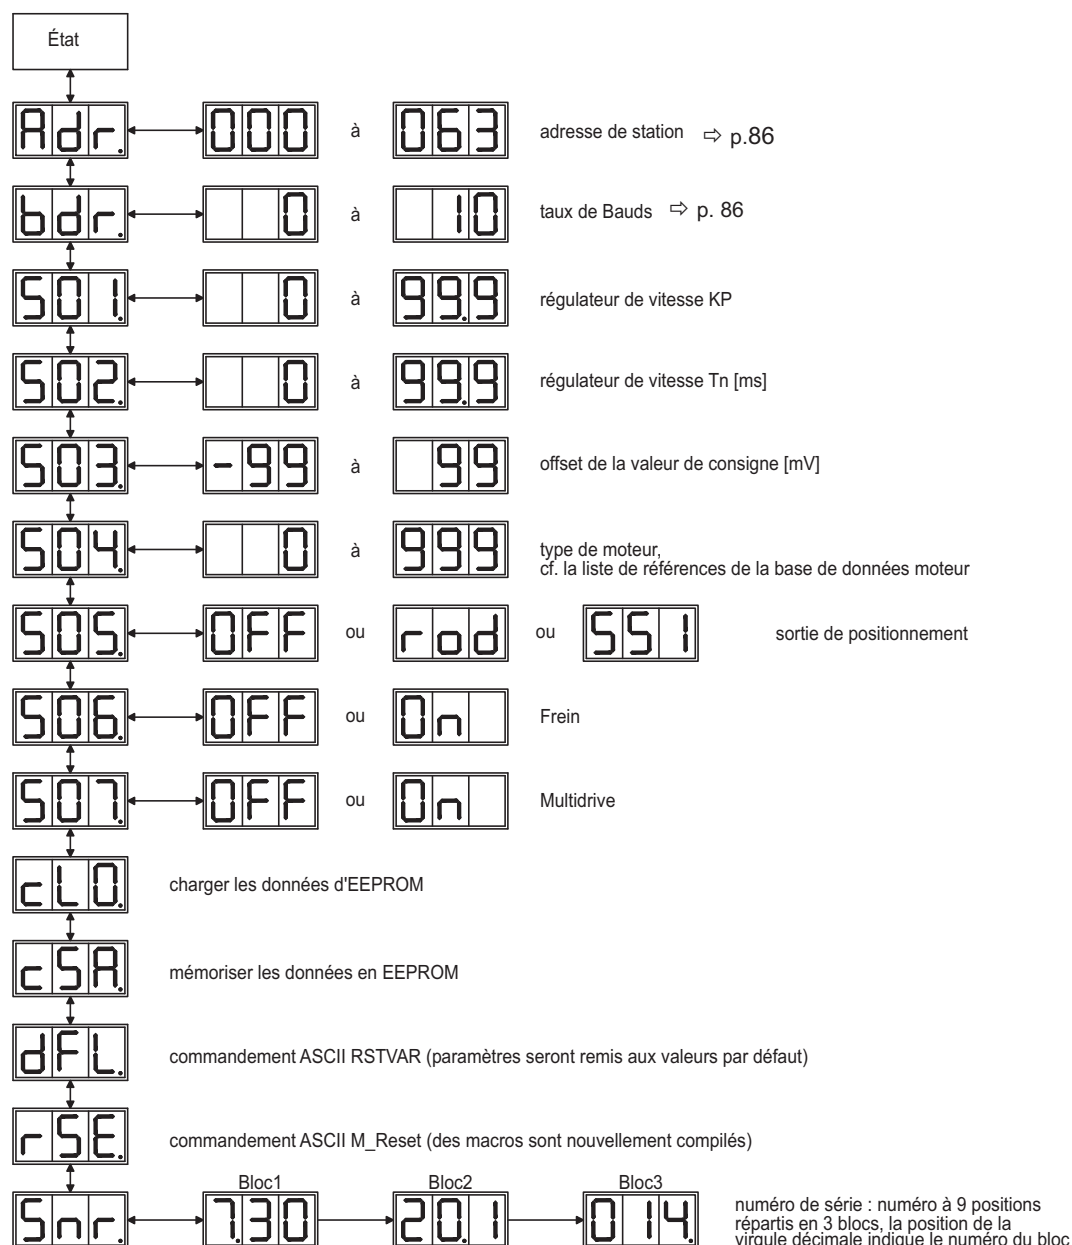 État
Adr. 000 à 063 adresse de station ⇨ p.86
bdr. 0 à 10 taux de Bauds ⇨ p. 86
S01. 0 à 99.9 régulateur de vitesse KP
S02. 0 à 99.9 régulateur de vitesse Tn [ms]
S03. -99 à 99 offset de la valeur de consigne [mV]
S04. 0 à 999 type de moteur,
cf. la liste de références de la base de données moteur
S05. OFF ou rod ou SSI sortie de positionnement
S06. OFF ou On Frein
S07. OFF ou On Multidrive
cLO. charger les données d'EEPROM
cSA. mémoriser les données en EEPROM
dFL. commandement ASCII RSTVAR (paramètres seront remis aux valeurs par défaut)
rSE. commandement ASCII M_Reset (des macros sont nouvellement compilés)
Bloc1 Bloc2 Bloc3
Snr. 7.30 20.1 014. numéro de série : numéro à 9 positions
répartis en 3 blocs, la position de la
virgule décimale indique le numéro du bloc